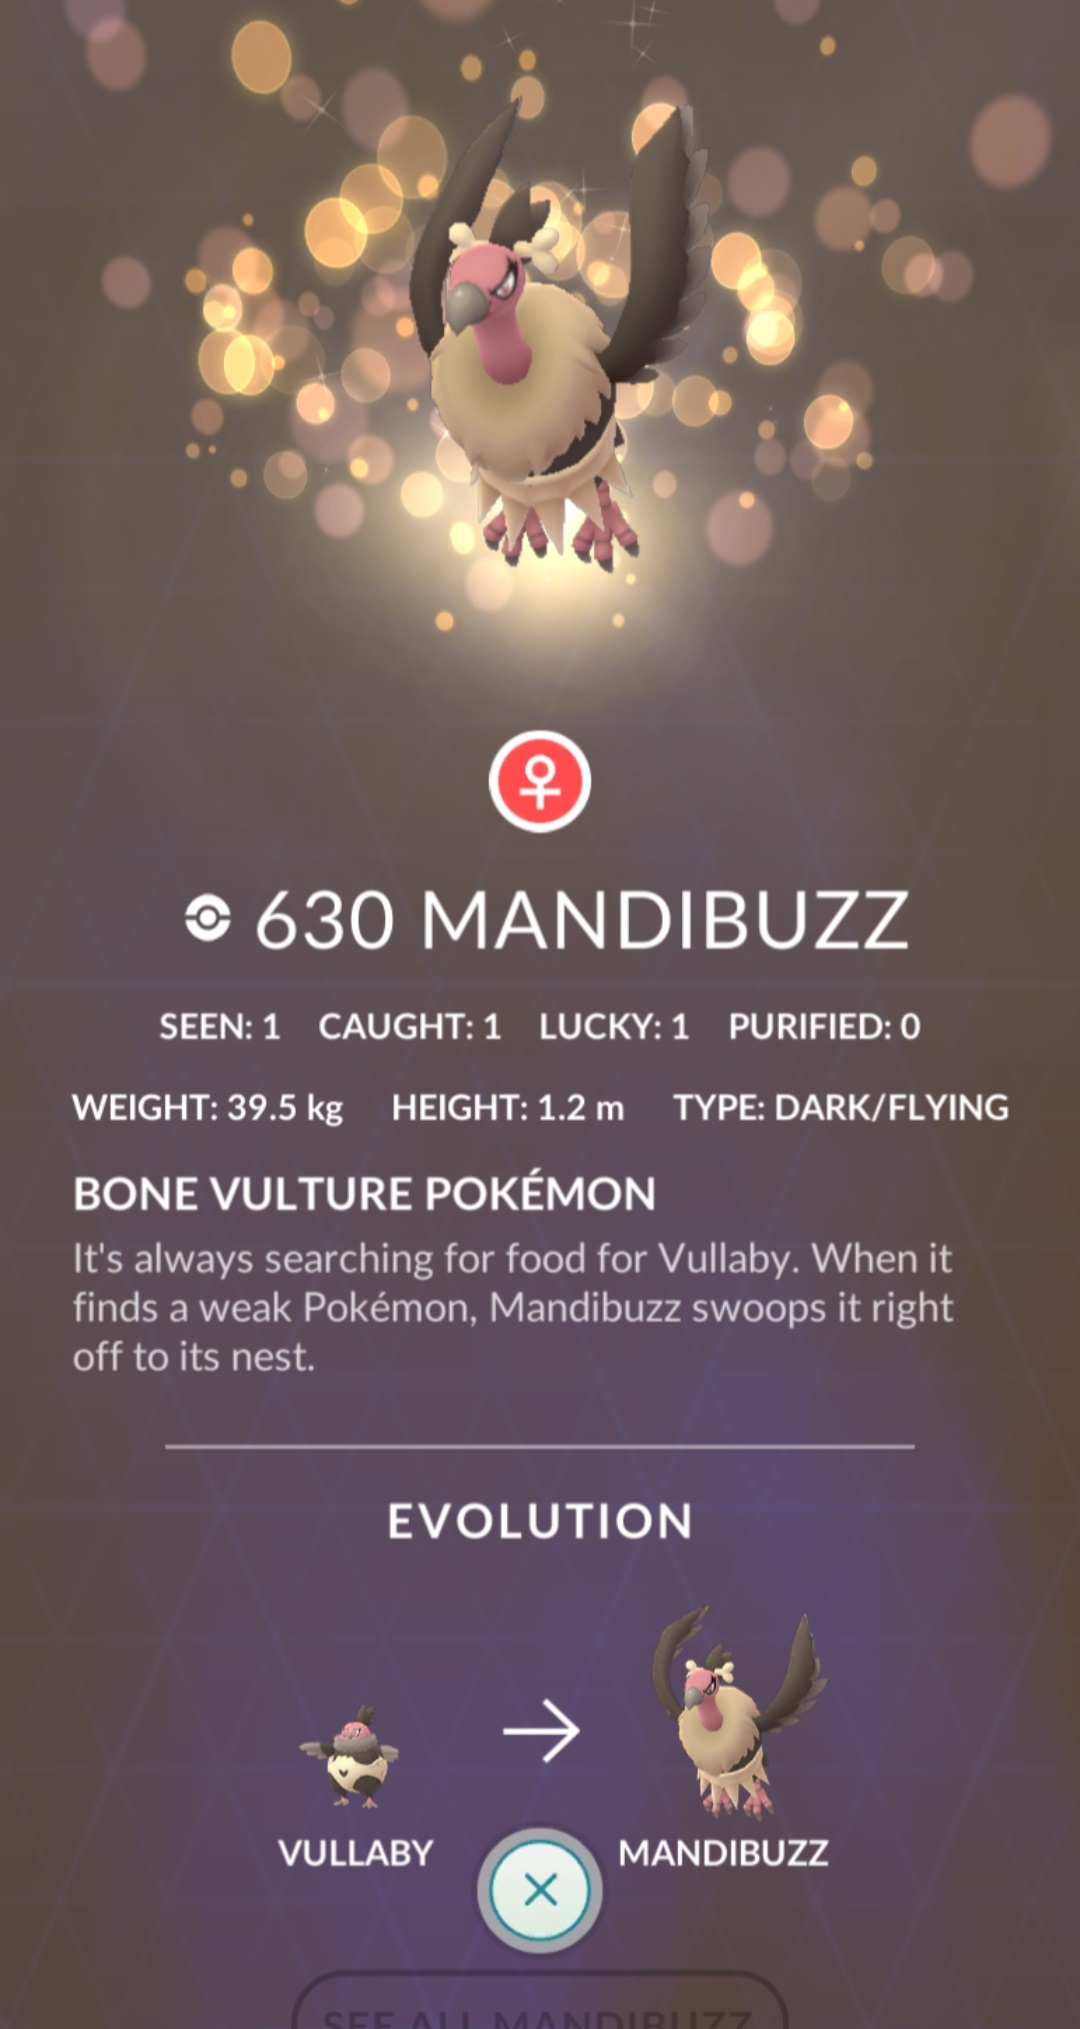 630 MANDIBUZZ
SEEN: 1 CAUGHT: 1 LUCKY: 1 PURIFIED: 0
WEIGHT: 39.5 kg HEIGHT: 1.2 m TYPE: DARK/FLYING
BONE VULTURE POKÉMON
It's always searching for food for Vullaby. When it
finds a weak Pokémon, Mandibuzz swoops it right
off to its nest.
EVOLUTION
VULLABY MANDIBUZZ
SEE ALL MANDIBUZZ